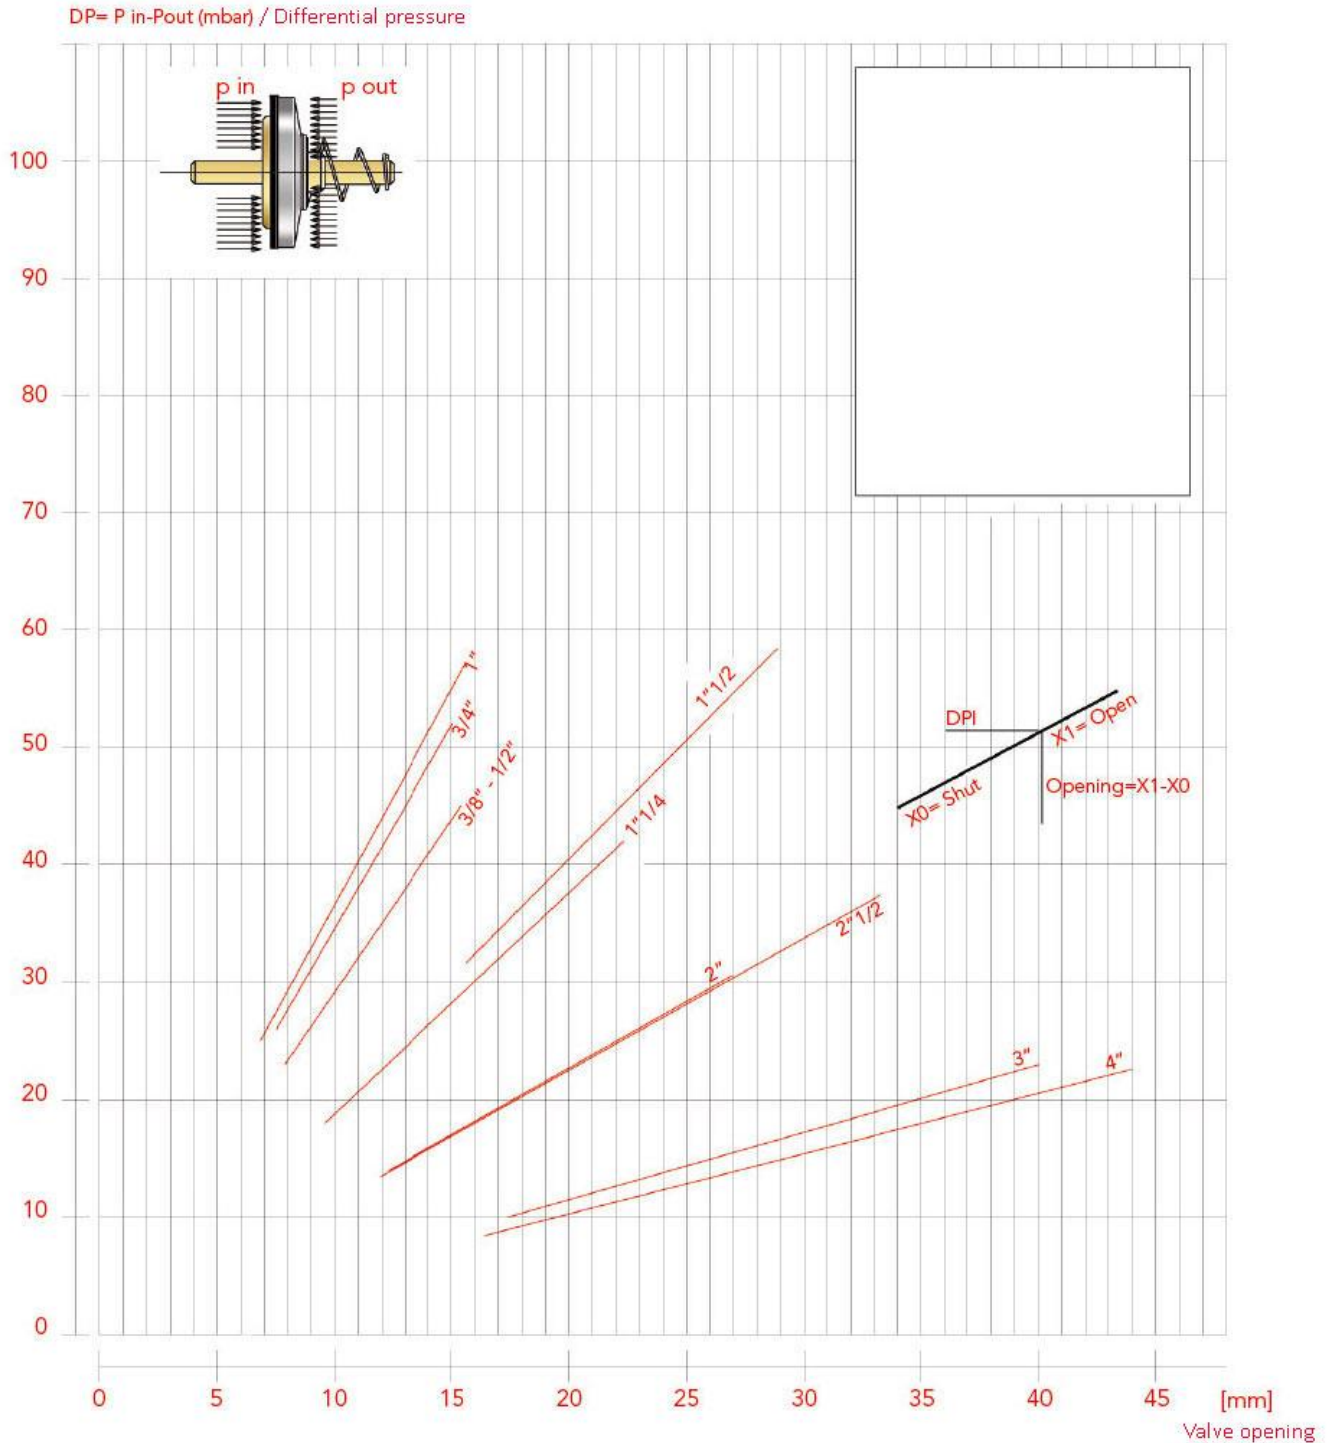 DP= P in-Pout (mbar) / Differential pressure
p in
p out
100
90
80
70
60
50
40
30
20
10
0
1"
3/4"
3/8" - 1/2"
1"1/2
1"1/4
DPI
X1= Open
X0= Shut
Opening=X1-X0
2"1/2
2"
3"
4"
0 5 10 15 20 25 30 35 40 45 [mm]
Valve opening